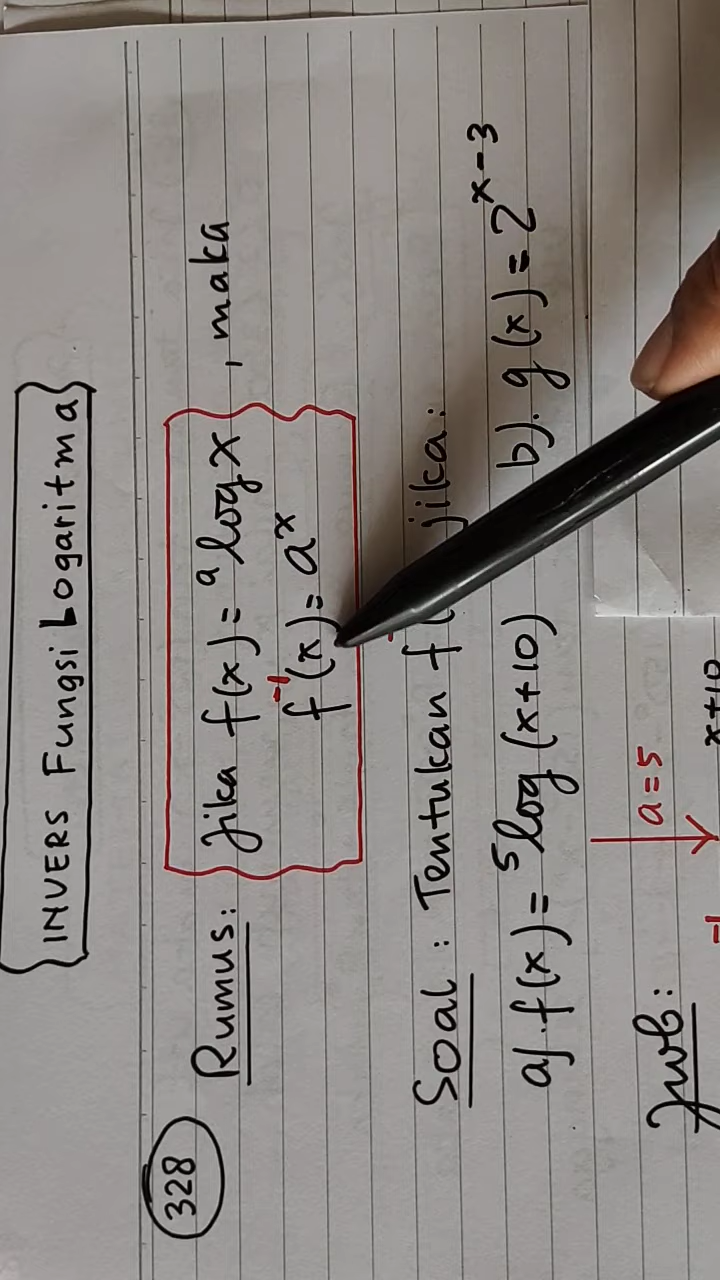 INVERS Fungsi Logaritma
328
Rumus: Jika f(x) = ᵃlog x , maka
f⁻¹(x) = aˣ
Soal : Tentukan f jika:
a). f(x) = ⁵log (x+10) b). g(x) = 2ˣ⁻³
a = 5
Jwb:
-1 x+10